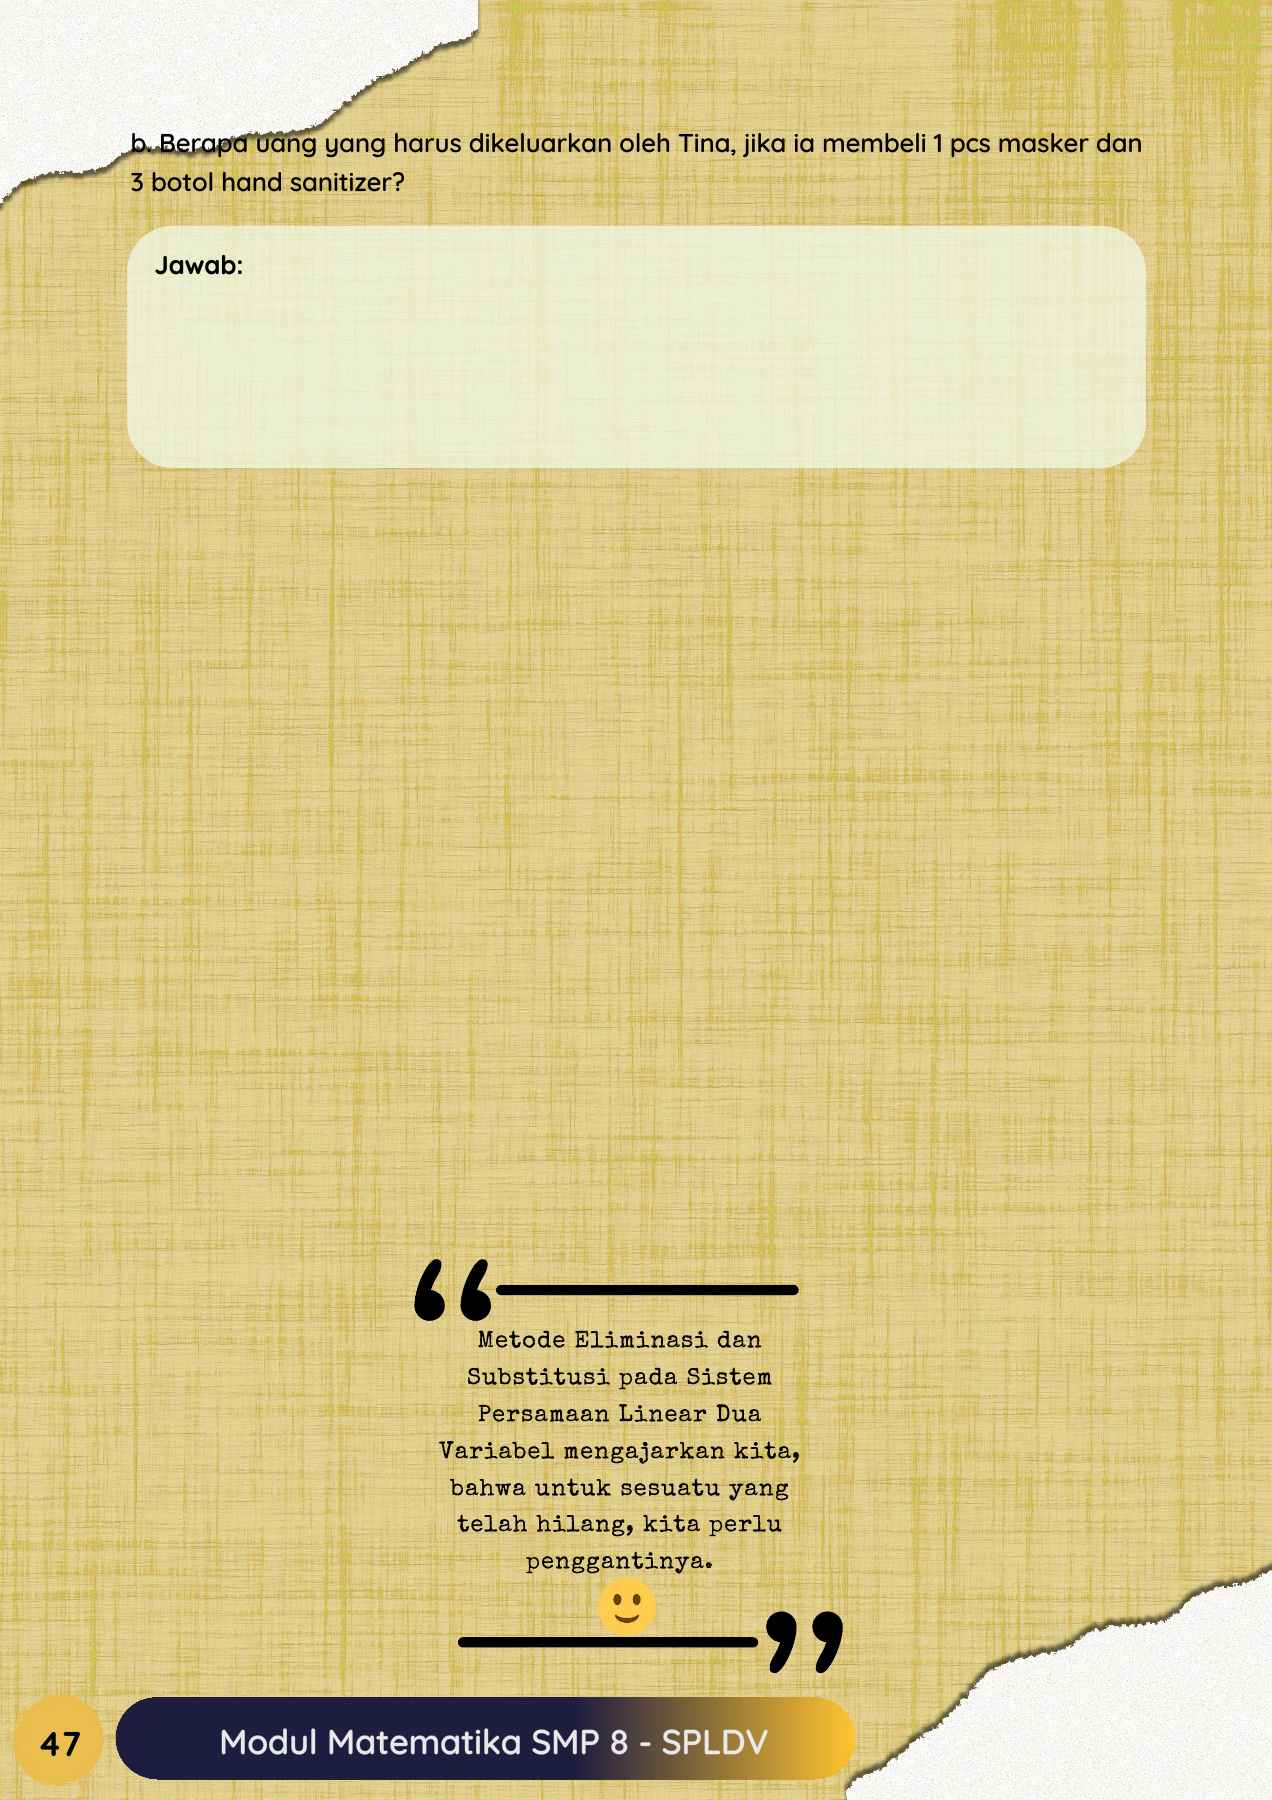 b. Berapa uang yang harus dikeluarkan oleh Tina, jika ia membeli 1 pcs masker dan
3 botol hand sanitizer?
Jawab:
Metode Eliminasi dan
Substitusi pada Sistem
Persamaan Linear Dua
Variabel mengajarkan kita,
bahwa untuk sesuatu yang
telah hilang, kita perlu
penggantinya.
47
Modul Matematika SMP 8 - SPLDV